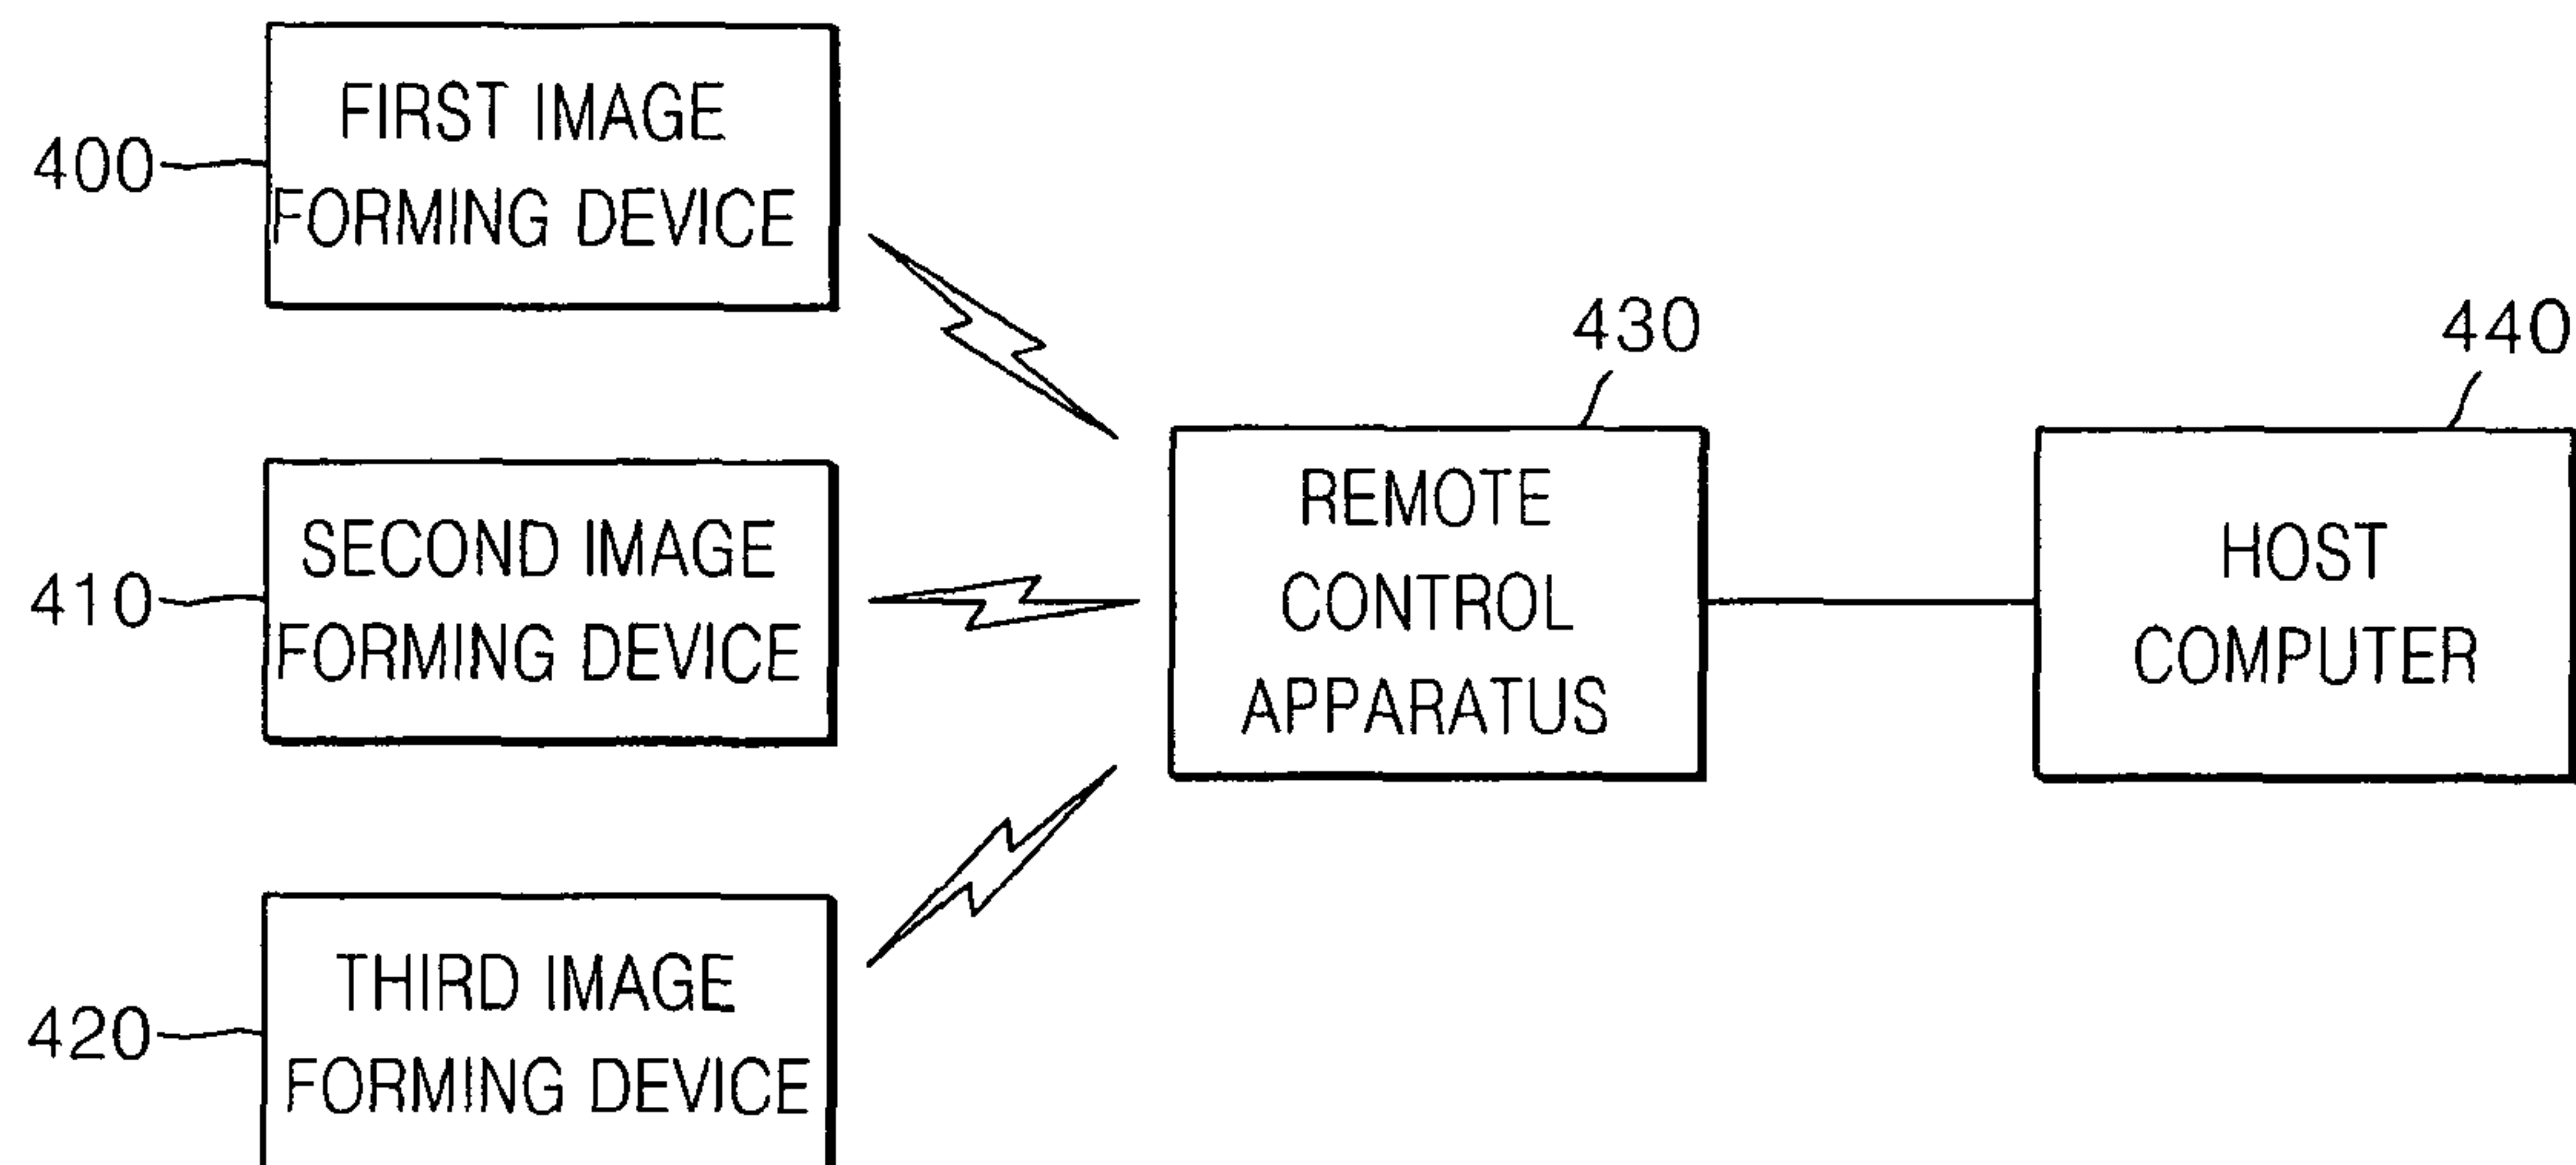 FIRST IMAGE
FORMING DEVICE
400
430
440
SECOND IMAGE
FORMING DEVICE
410
REMOTE
CONTROL
APPARATUS
HOST
COMPUTER
THIRD IMAGE
FORMING DEVICE
420